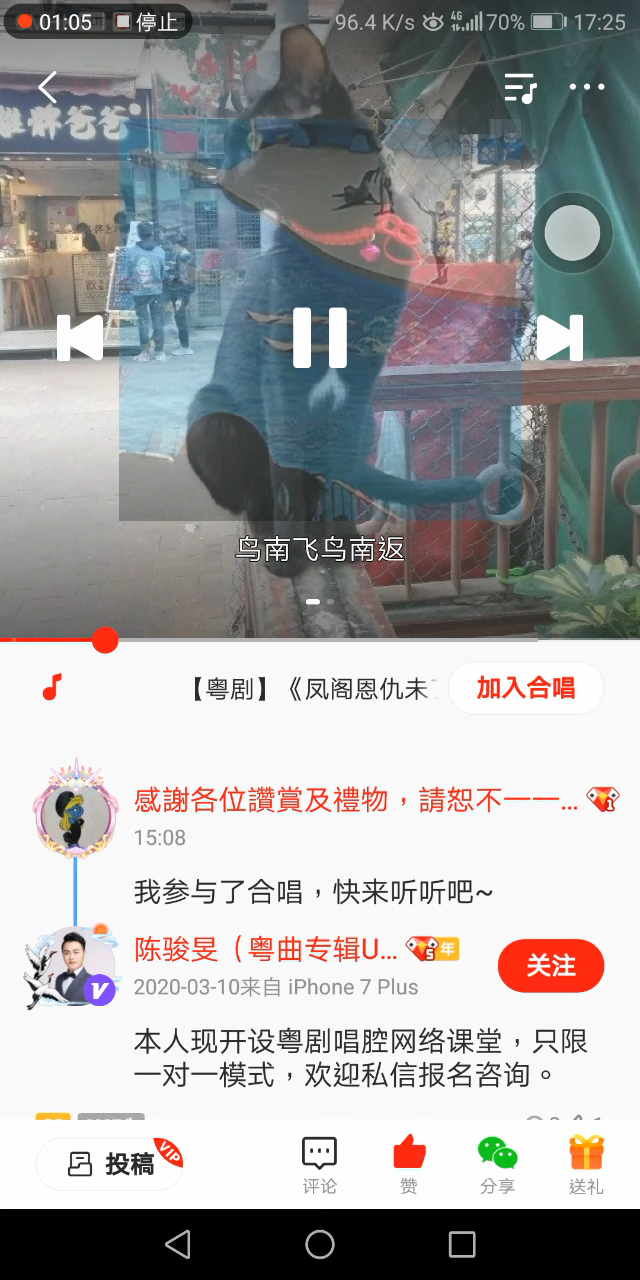 01:05 停止 96.4 K/s 4G 70% 17:25
鸟南飞鸟南返
【粤剧】《凤阁恩仇未
加入合唱
感謝各位讚賞及禮物，請恕不一一...
15:08
我参与了合唱，快来听听吧~
陈骏旻（粤曲专辑U...
5 年
关注
2020-03-10来自 iPhone 7 Plus
本人现开设粤剧唱腔网络课堂，只限
一对一模式，欢迎私信报名咨询。
投稿 VIP
评论 赞 分享 送礼